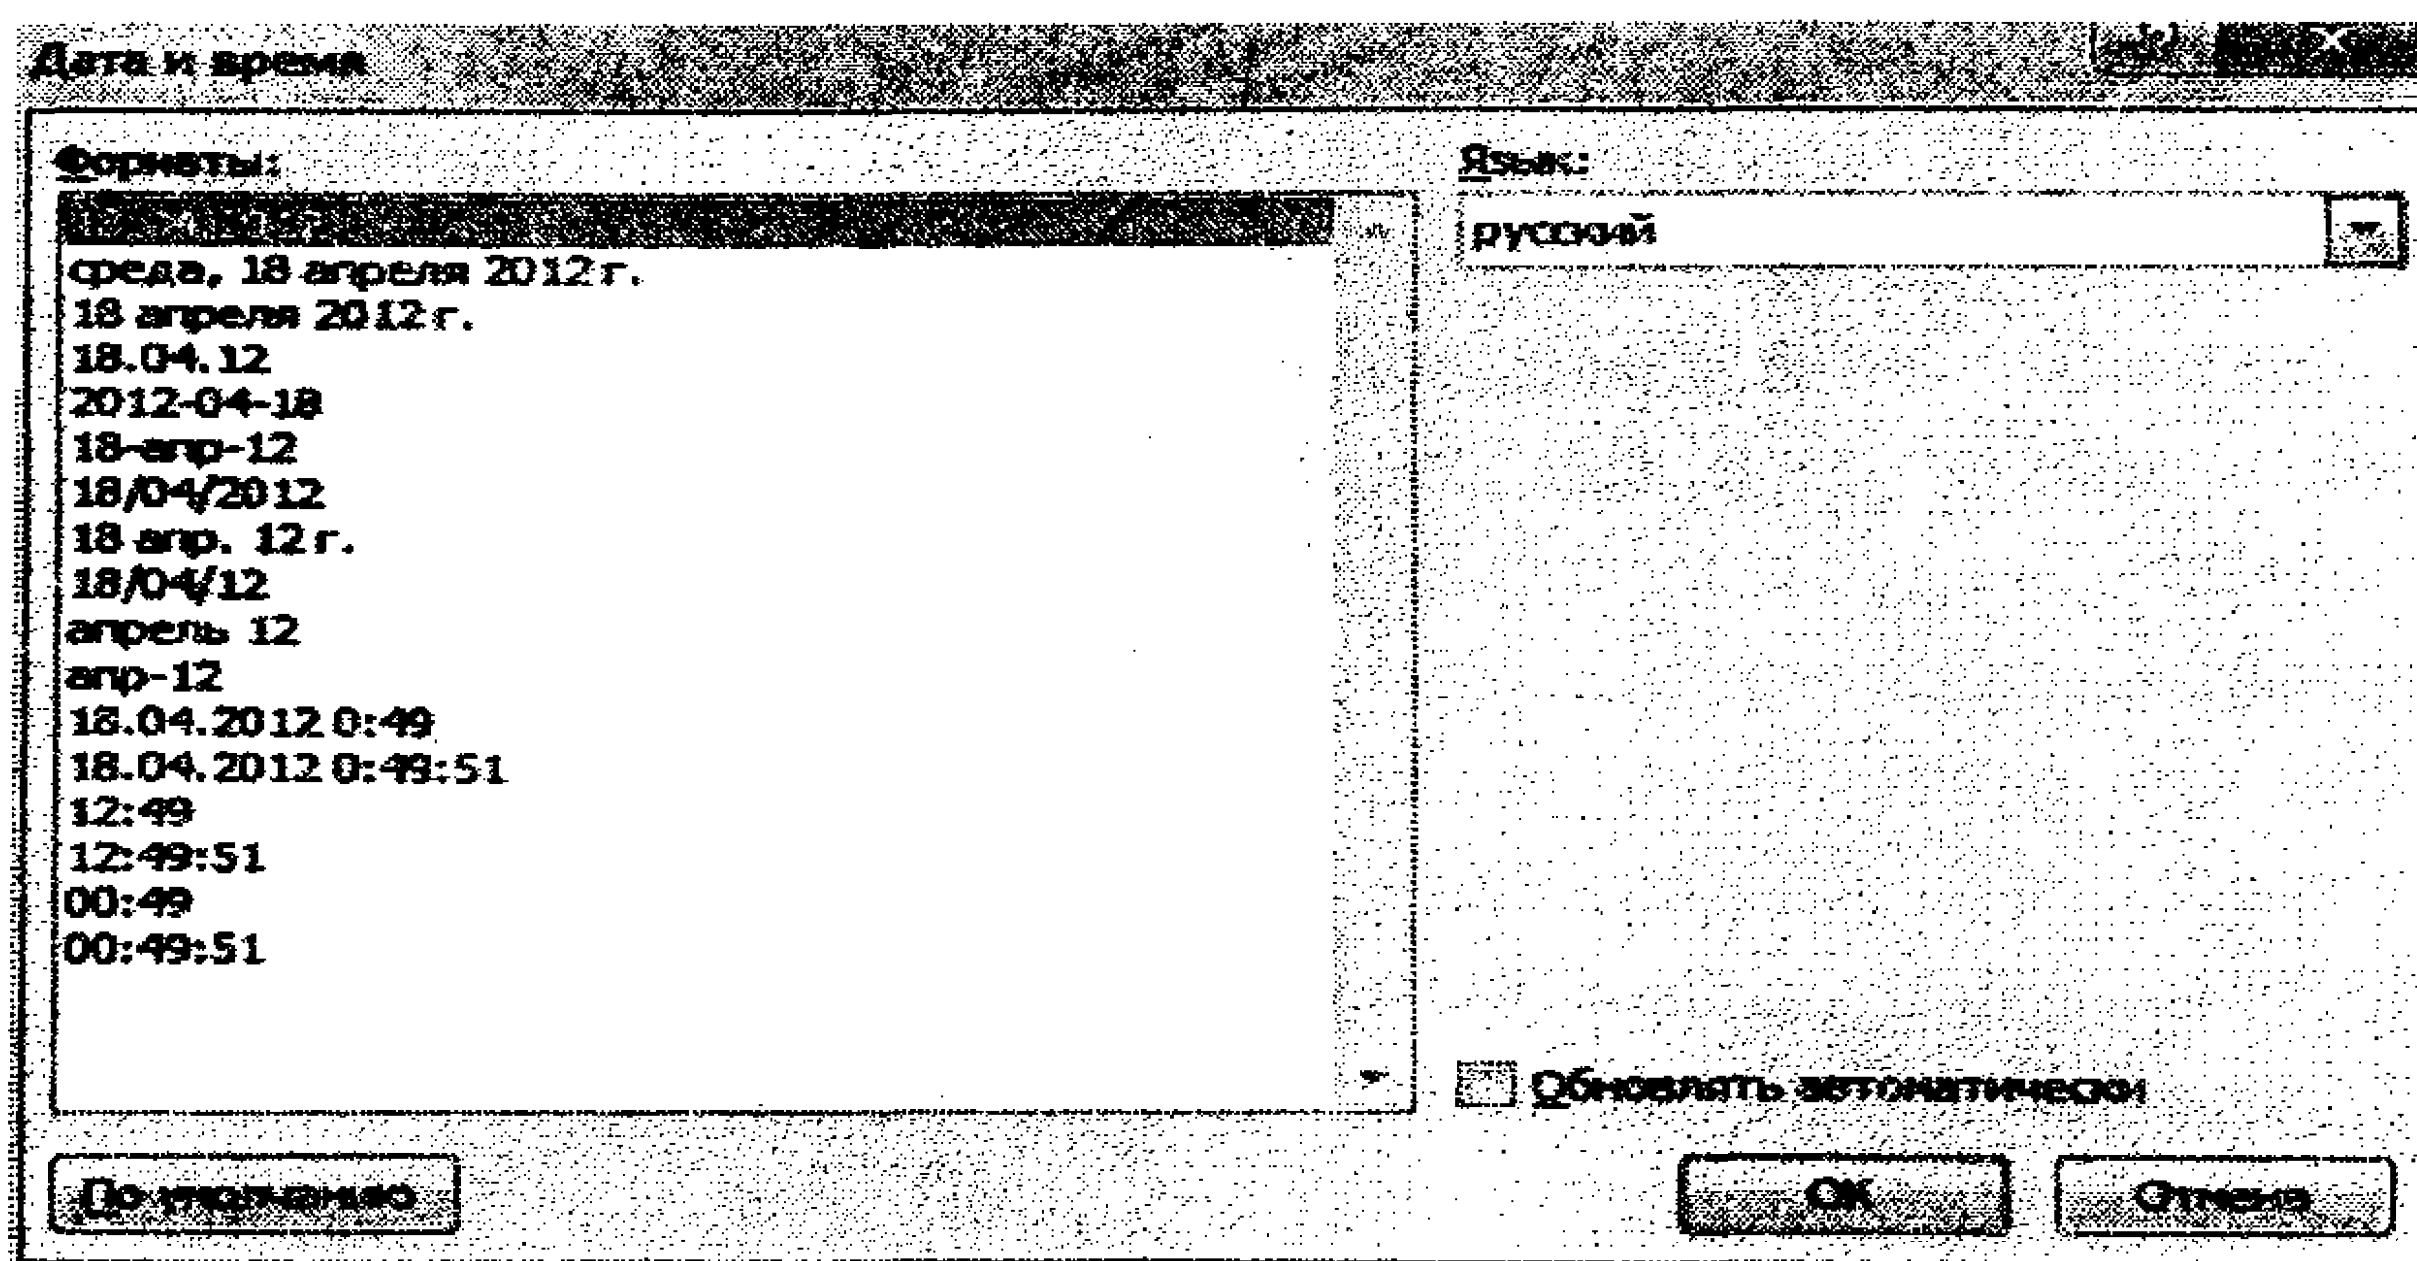 Дата и время
Форматы:
среда, 18 апреля 2012 г.
18 апреля 2012 г.
18.04.12
2012-04-18
18-апр-12
18/04/2012
18 апр. 12 г.
18/04/12
апрель 12
апр-12
18.04.2012 0:49
18.04.2012 0:49:51
12:49
12:49:51
00:49
00:49:51
Язык:
русский
Обновлять автоматически
По умолчанию
ОК
Отмена